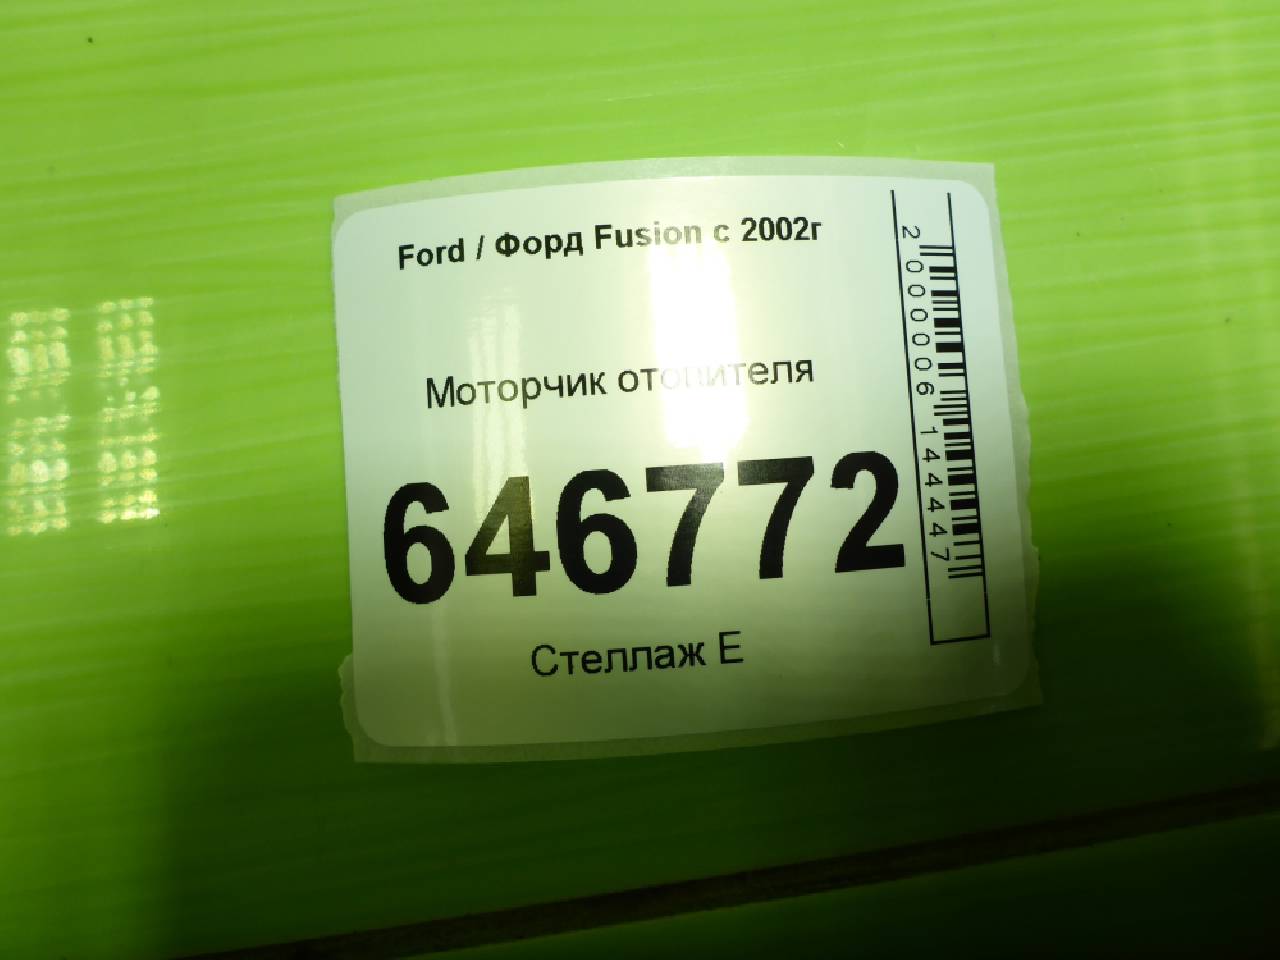 Ford / Форд Fusion с 2002г
Моторчик отопителя
646772
Стеллаж Е
2000006144447